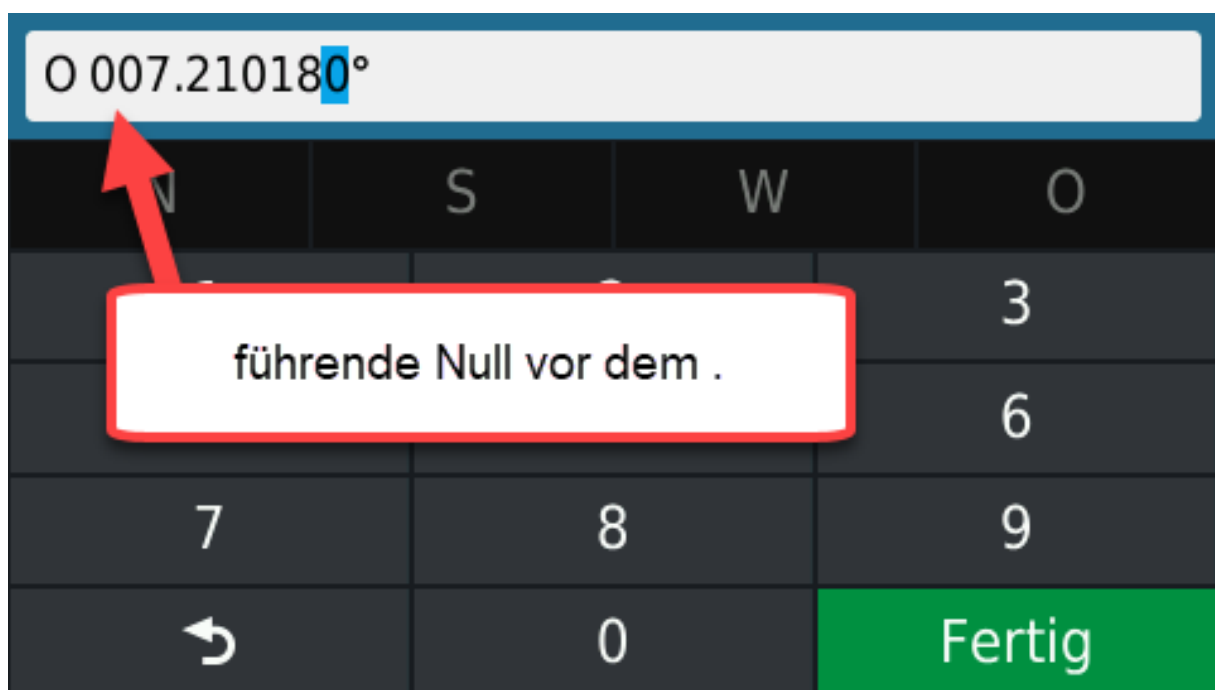 O 007.210180°
N S W O
3
führende Null vor dem .
6
7 8 9
0 Fertig